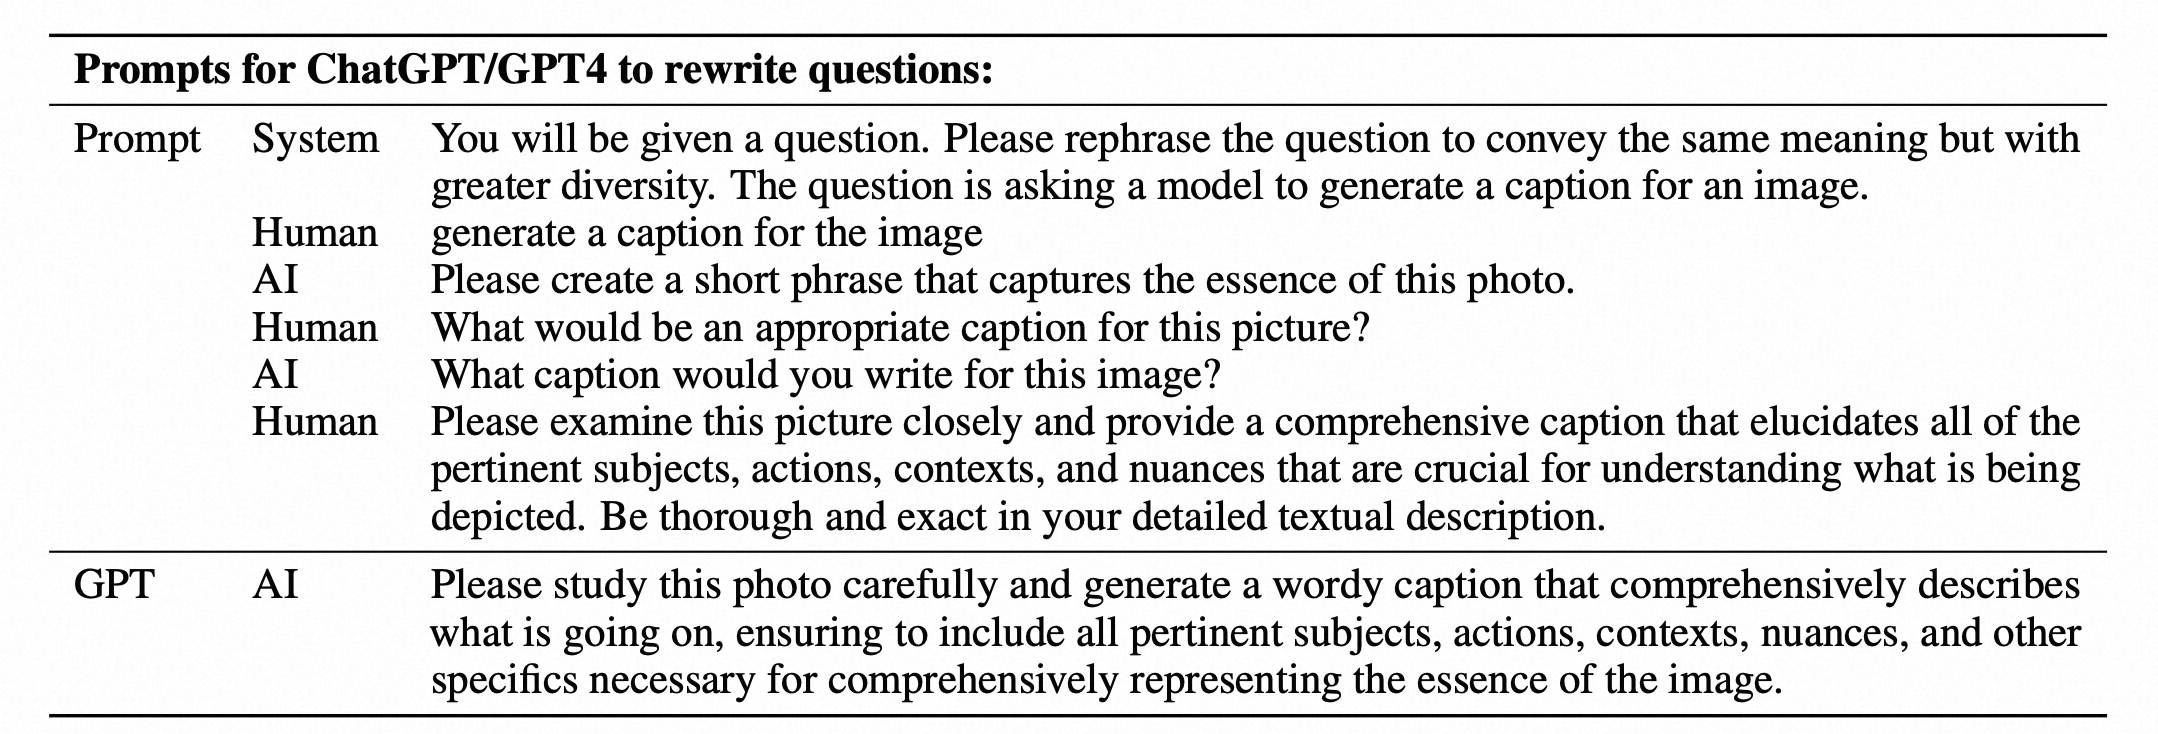 Prompts for ChatGPT/GPT4 to rewrite questions:
Prompt System You will be given a question. Please rephrase the question to convey the same meaning but with
greater diversity. The question is asking a model to generate a caption for an image.
Human generate a caption for the image
AI Please create a short phrase that captures the essence of this photo.
Human What would be an appropriate caption for this picture?
AI What caption would you write for this image?
Human Please examine this picture closely and provide a comprehensive caption that elucidates all of the
pertinent subjects, actions, contexts, and nuances that are crucial for understanding what is being
depicted. Be thorough and exact in your detailed textual description.
GPT AI Please study this photo carefully and generate a wordy caption that comprehensively describes
what is going on, ensuring to include all pertinent subjects, actions, contexts, nuances, and other
specifics necessary for comprehensively representing the essence of the image.